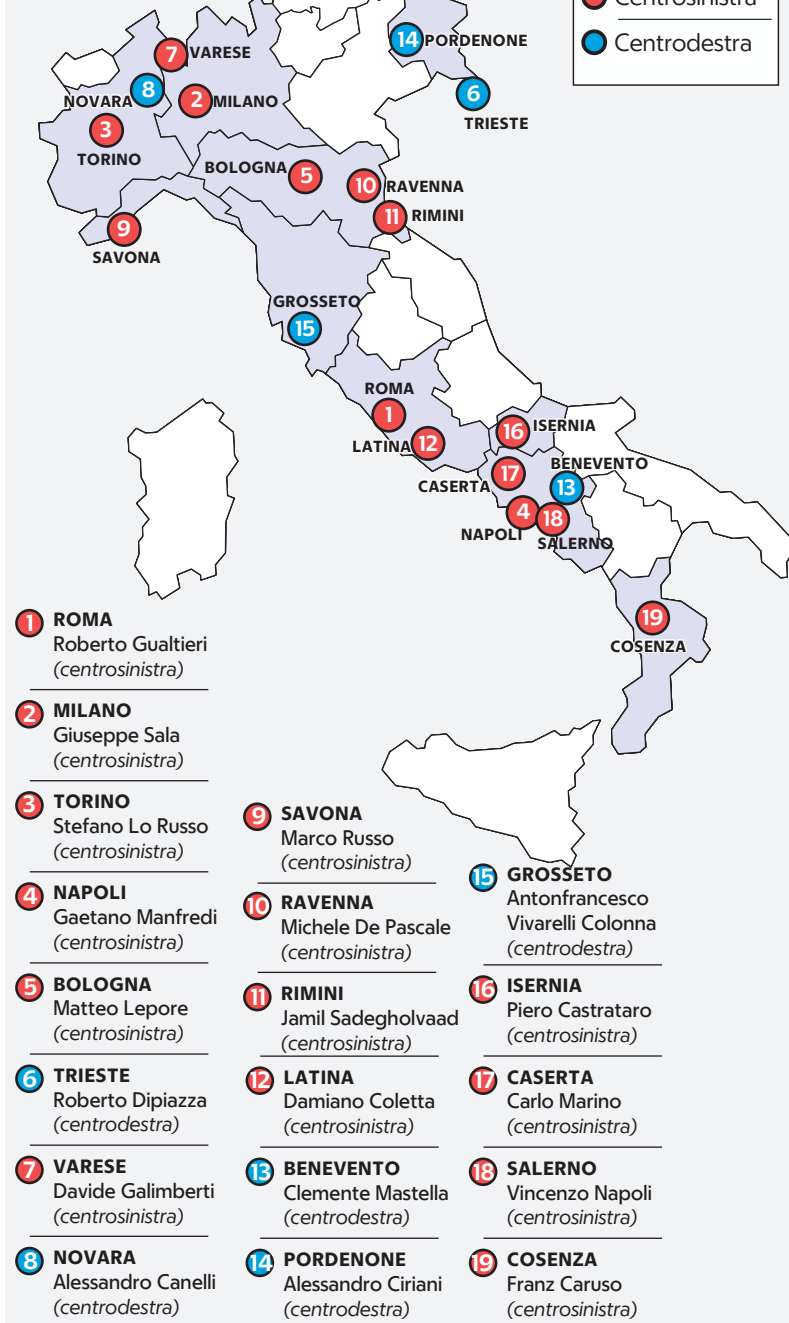 Centrosinistra
Centrodestra
7 VARESE
14 PORDENONE
8
NOVARA
2 MILANO
6
TRIESTE
3
TORINO
BOLOGNA 5
10 RAVENNA
11 RIMINI
9
SAVONA
GROSSETO
15
ROMA
1
LATINA 12
16 ISERNIA
BENEVENTO
17
CASERTA
13
4
NAPOLI
18
SALERNO
19
COSENZA
1 ROMA
Roberto Gualtieri
(centrosinistra)
2 MILANO
Giuseppe Sala
(centrosinistra)
3 TORINO
Stefano Lo Russo
(centrosinistra)
4 NAPOLI
Gaetano Manfredi
(centrosinistra)
5 BOLOGNA
Matteo Lepore
(centrosinistra)
6 TRIESTE
Roberto Dipiazza
(centrodestra)
7 VARESE
Davide Galimberti
(centrosinistra)
8 NOVARA
Alessandro Canelli
(centrodestra)
9 SAVONA
Marco Russo
(centrosinistra)
10 RAVENNA
Michele De Pascale
(centrosinistra)
11 RIMINI
Jamil Sadegholvaad
(centrosinistra)
12 LATINA
Damiano Coletta
(centrosinistra)
13 BENEVENTO
Clemente Mastella
(centrodestra)
14 PORDENONE
Alessandro Ciriani
(centrodestra)
15 GROSSETO
Antonfrancesco
Vivarelli Colonna
(centrodestra)
16 ISERNIA
Piero Castrataro
(centrosinistra)
17 CASERTA
Carlo Marino
(centrosinistra)
18 SALERNO
Vincenzo Napoli
(centrosinistra)
19 COSENZA
Franz Caruso
(centrosinistra)